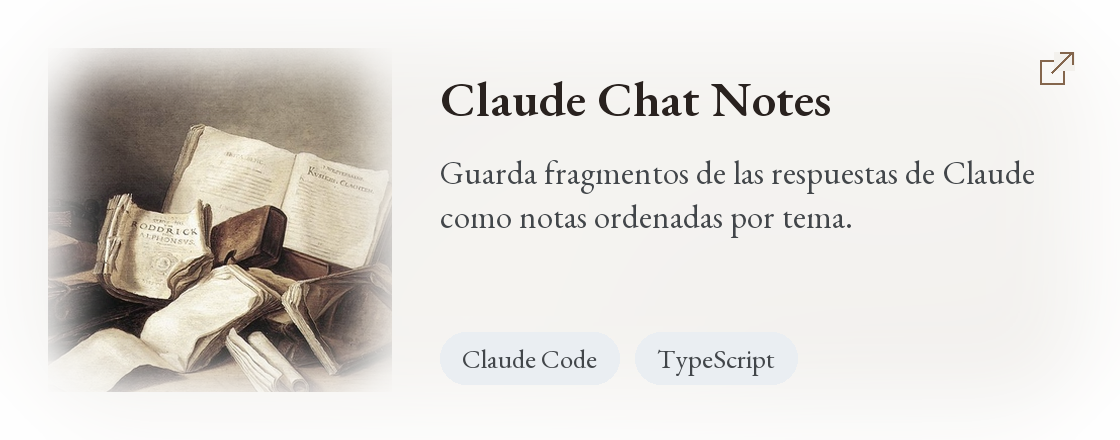 Claude Chat Notes
Guarda fragmentos de las respuestas de Claude
como notas ordenadas por tema.
RODDRICK
ALPHONSVS
Claude Code
TypeScript